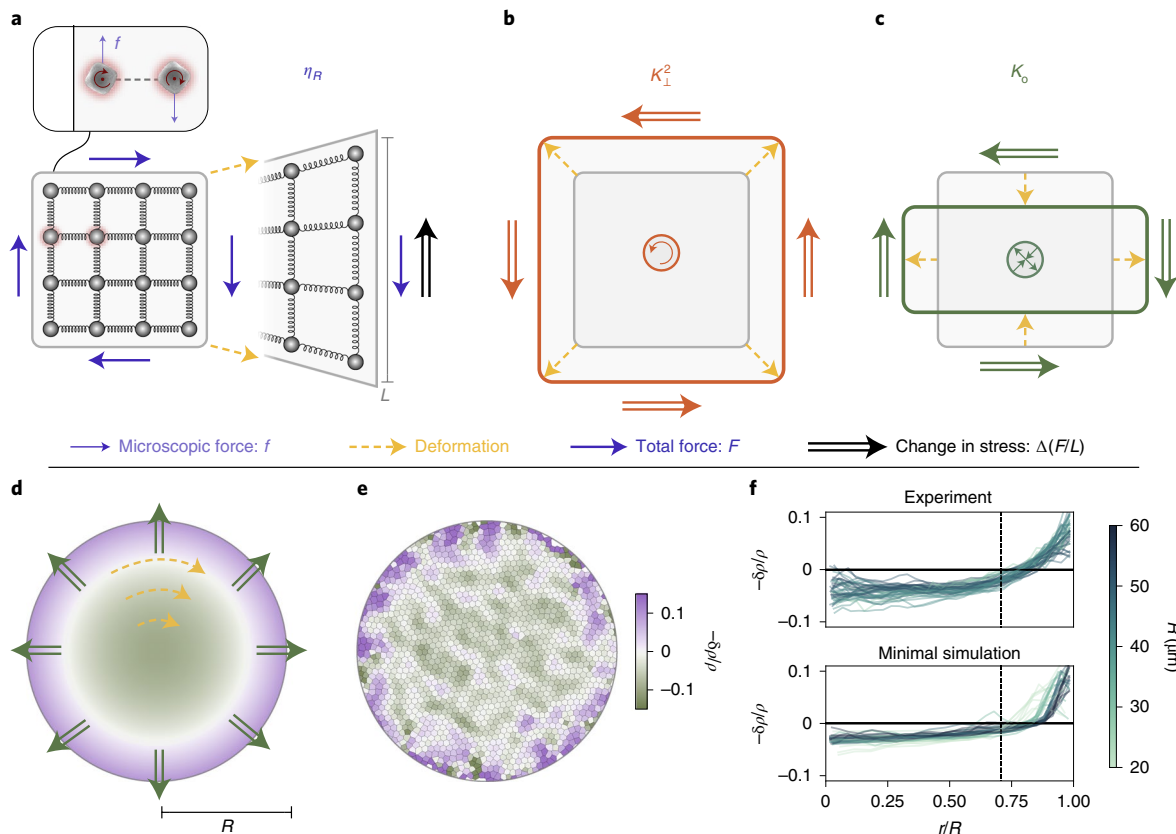 a
f
η_R
L
b
K_⊥^2
c
K_o
Microscopic force: f
Deformation
Total force: F
Change in stress: Δ(F/L)
d
R
e
0.1
0
−0.1
−δρ/ρ
f
Experiment
0.1
0
−0.1
−δρ/ρ
Minimal simulation
0.1
0
−0.1
−δρ/ρ
0
0.25
0.50
0.75
1.00
r/R
60
50
40
30
20
R (μm)